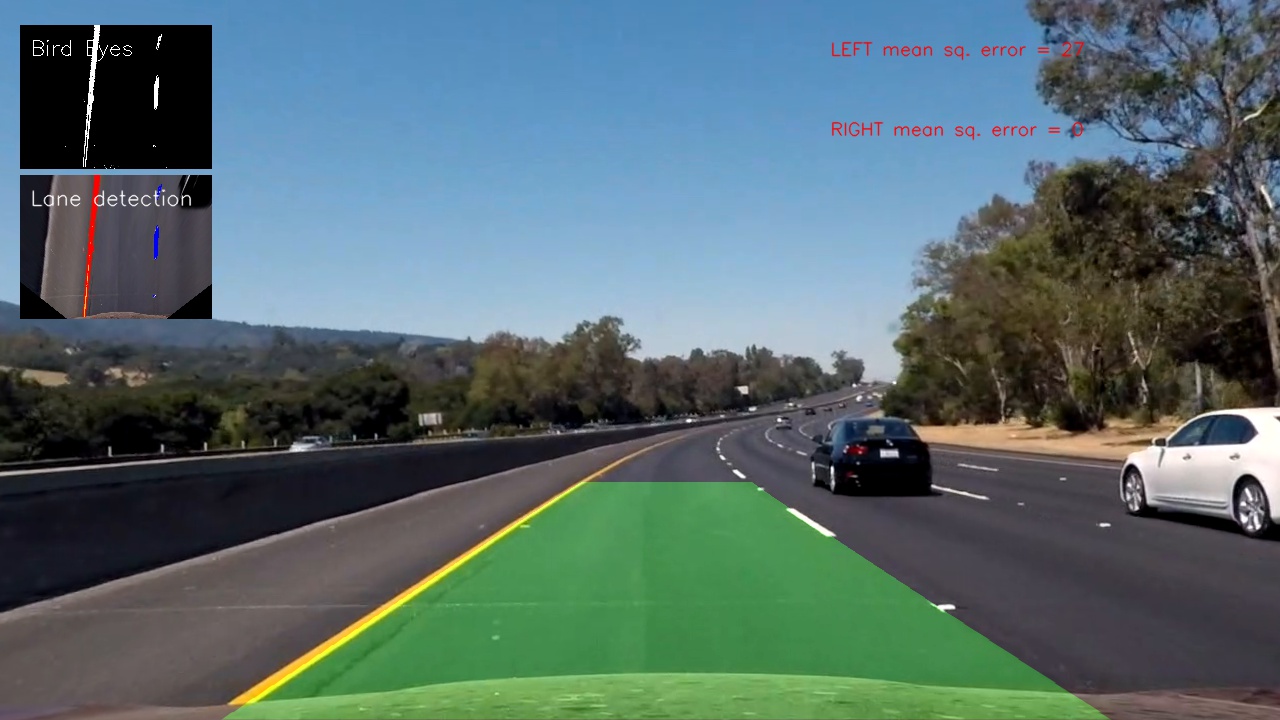 Bird Eyes
LEFT mean sq. error = 27
RIGHT mean sq. error = 0
Lane detection